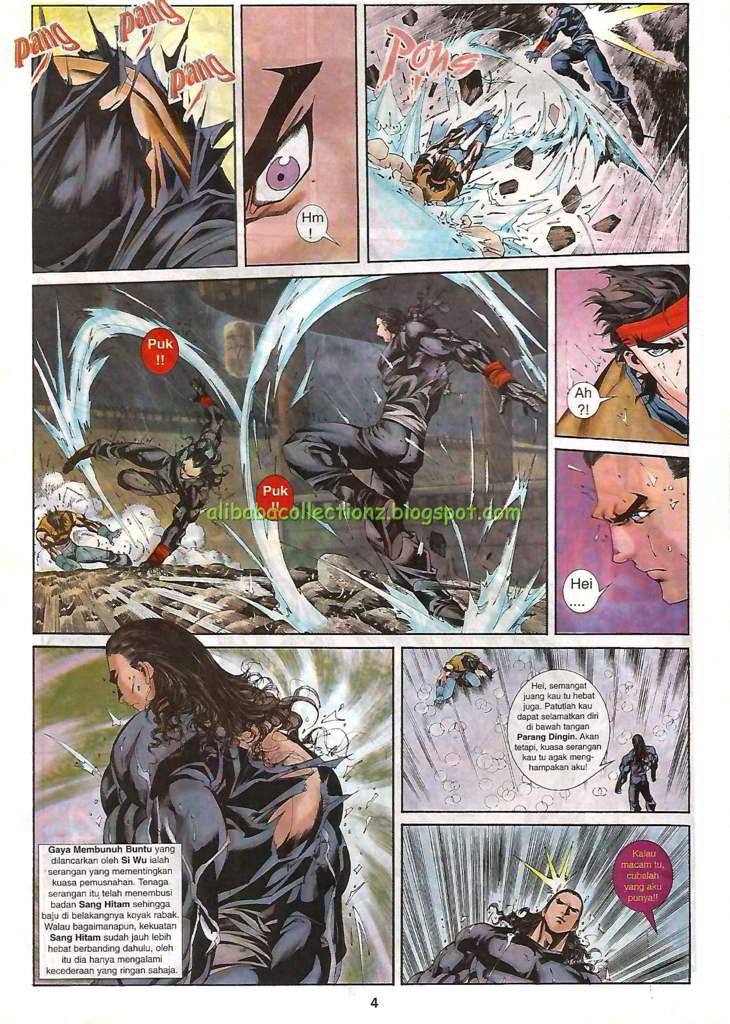 pang
pang
pang
Hm
!
Pons
Puk
!!
Puk
!!
Ah
?!
alibabacollectionz.blogspot.com
Hei
....
Gaya Membunuh Buntu yang
dilancarkan oleh Si Wu ialah
serangan yang mementingkan
kuasa pemusnahan. Tenaga
serangan itu telah menembusi
badan Sang Hitam sehingga
baju di belakangnya koyak rabak.
Walau bagaimanapun, kekuatan
Sang Hitam sudah jauh lebih
hebat berbanding dahulu, oleh
itu dia hanya mengalami
kecederaan yang ringan sahaja.
Hei, semangat
juang kau tu hebat
juga. Patutlah kau
dapat selamatkan diri
di bawah tangan
Parang Dingin. Akan
tetapi, kuasa serangan
kau tu agak meng-
hampakan aku!
Kalau
macam tu,
cubalah
yang aku
punya!!
4